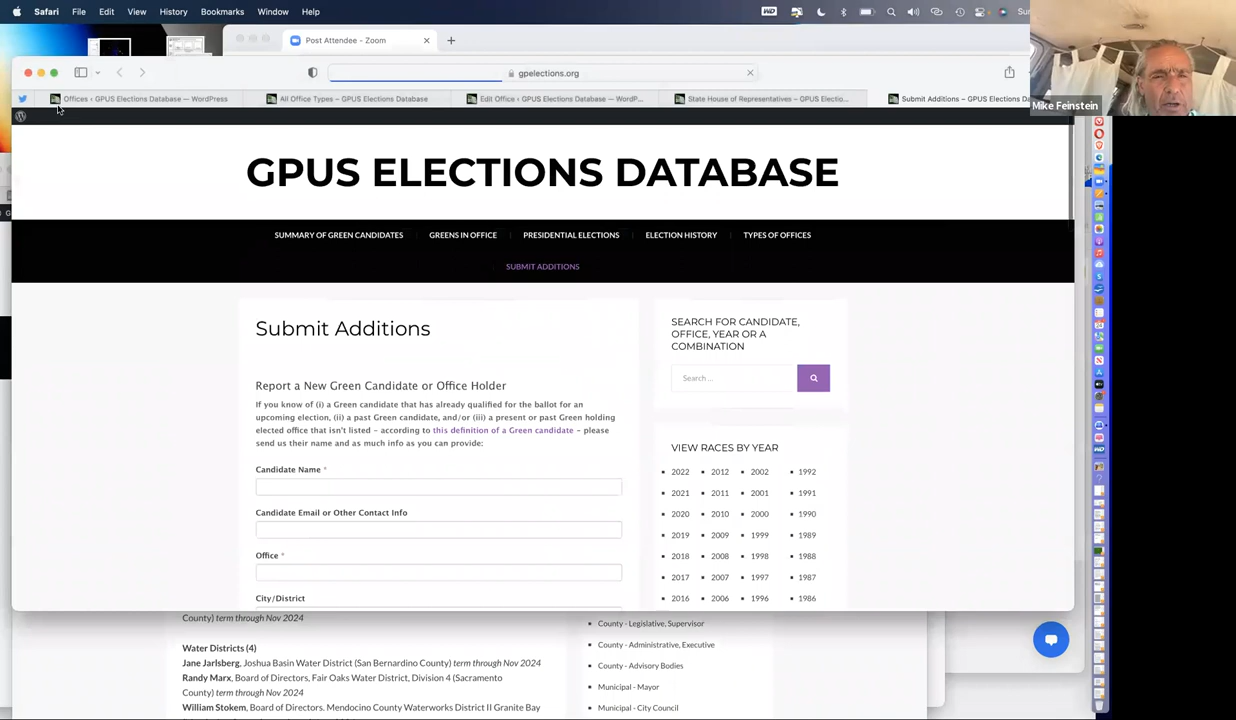 Safari File Edit View History Bookmarks Window Help
Post Attendee - Zoom
gpelections.org
Offices ‹ GPUS Elections Database — WordPress
All Office Types – GPUS Elections Database
Edit Office ‹ GPUS Elections Database — WordP...
State House of Representatives – GPUS Electio...
Submit Additions – GPUS Elections Da
Mike Feinstein
GPUS ELECTIONS DATABASE
SUMMARY OF GREEN CANDIDATES
GREENS IN OFFICE
PRESIDENTIAL ELECTIONS
ELECTION HISTORY
TYPES OF OFFICES
SUBMIT ADDITIONS
Submit Additions
Report a New Green Candidate or Office Holder
If you know of (i) a Green candidate that has already qualified for the ballot for an
upcoming election, (ii) a past Green candidate, and/or (iii) a present or past Green holding
elected office that isn't listed – according to this definition of a Green candidate – please
send us their name and as much info as you can provide:
Candidate Name *
Candidate Email or Other Contact Info
Office *
City/District
SEARCH FOR CANDIDATE,
OFFICE, YEAR OR A
COMBINATION
Search ...
VIEW RACES BY YEAR
2022 2012 2002 1992
2021 2011 2001 1991
2020 2010 2000 1990
2019 2009 1999 1989
2018 2008 1998 1988
2017 2007 1997 1987
2016 2006 1996 1986
County) term through Nov 2024
Water Districts (4)
Jane Jarlsberg, Joshua Basin Water District (San Bernardino County) term through Nov 2024
Randy Marx, Board of Directors, Fair Oaks Water District, Division 4 (Sacramento
County) term through Nov 2024
William Stokem, Board of Directors. Mendocino County Waterworks District II Granite Bay
County - Legislative, Supervisor
County - Administrative, Executive
County - Advisory Bodies
Municipal - Mayor
Municipal - City Council